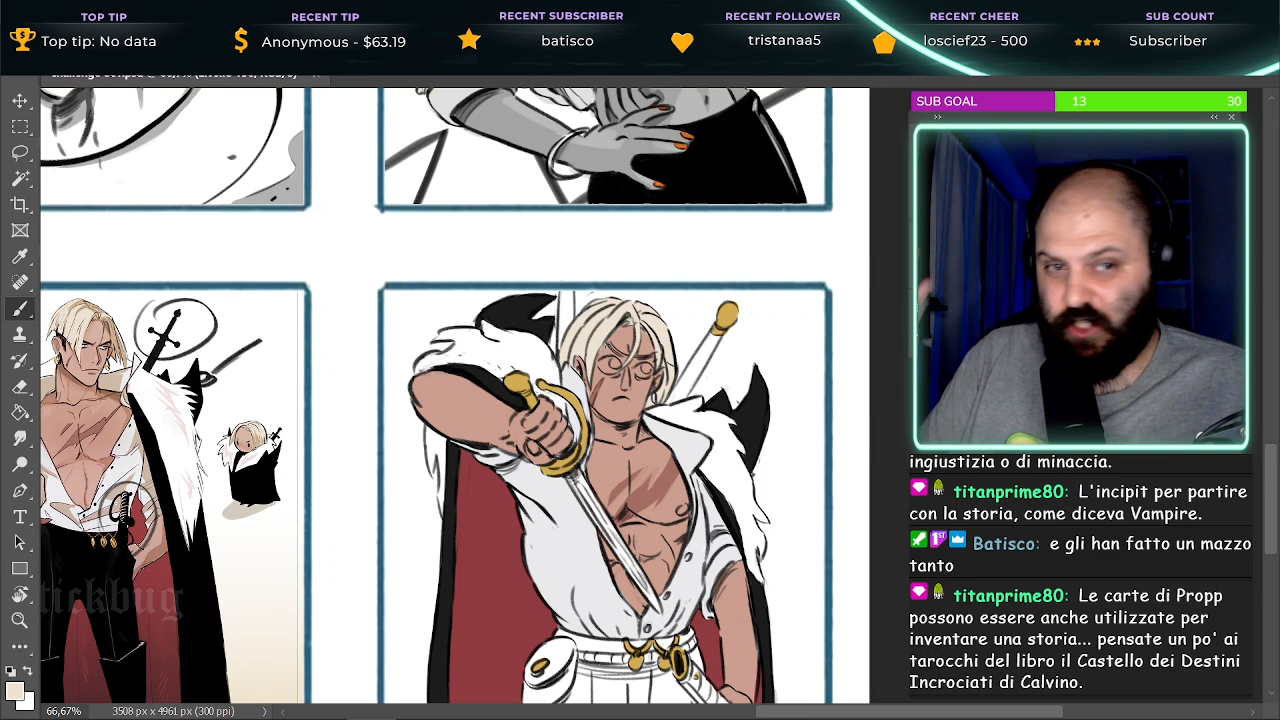 TOP TIP
Top tip: No data
RECENT TIP
Anonymous - $63.19
RECENT SUBSCRIBER
batisco
RECENT FOLLOWER
tristanaa5
RECENT CHEER
loscief23 - 500
SUB COUNT
Subscriber
SUB GOAL 13 30
ingiustizia o di minaccia.
titanprime80: L'incipit per partire
con la storia, come diceva Vampire.
Batisco: e gli han fatto un mazzo
tanto
titanprime80: Le carte di Propp
possono essere anche utilizzate per
inventare una storia... pensate un po' ai
tarocchi del libro il Castello dei Destini
Incrociati di Calvino.
tickbug
66,67% 3508 px x 4961 px (300 ppi)